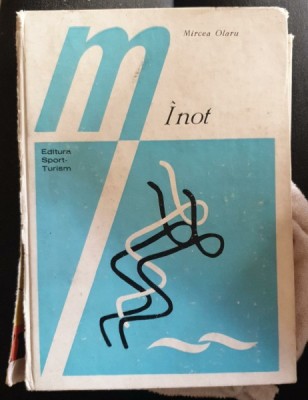 Mircea Olaru
m
Înot
Editura
Sport-
Turism